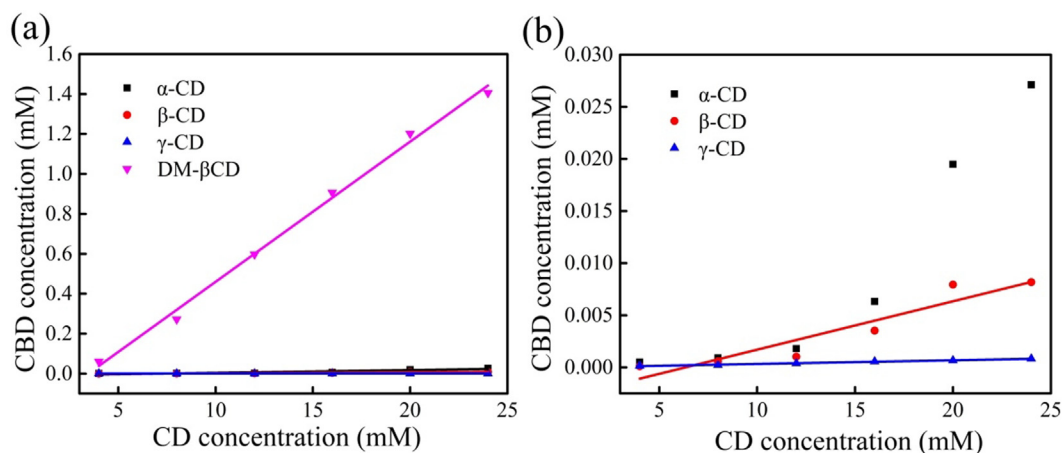 (a)
1.6
1.4
1.2
1.0
0.8
0.6
0.4
0.2
0.0
CBD concentration (mM)
α-CD
β-CD
γ-CD
DM-βCD
5
10
15
20
25
CD concentration (mM)
(b)
0.030
0.025
0.020
0.015
0.010
0.005
0.000
CBD concentration (mM)
α-CD
β-CD
γ-CD
5
10
15
20
25
CD concentration (mM)